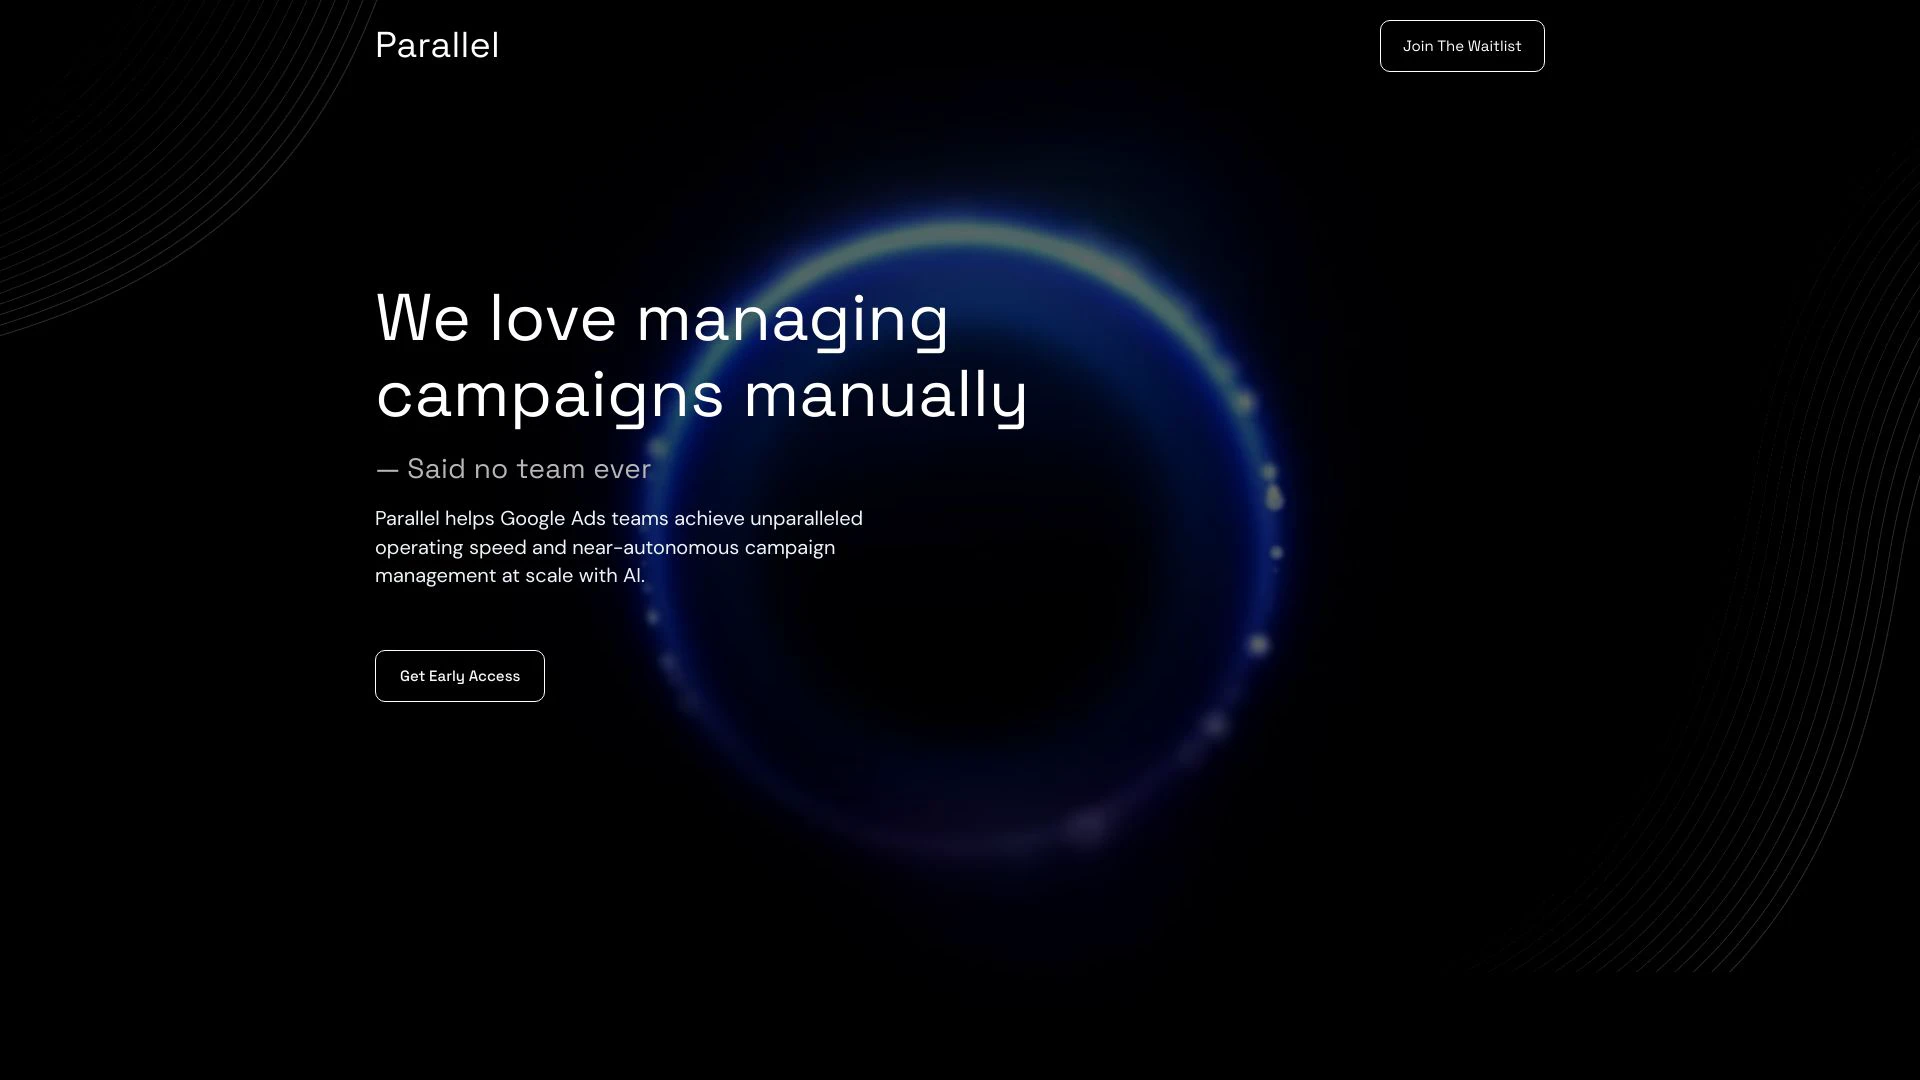 Parallel
Join The Waitlist
We love managing
campaigns manually
— Said no team ever
Parallel helps Google Ads teams achieve unparalleled
operating speed and near-autonomous campaign
management at scale with AI.
Get Early Access